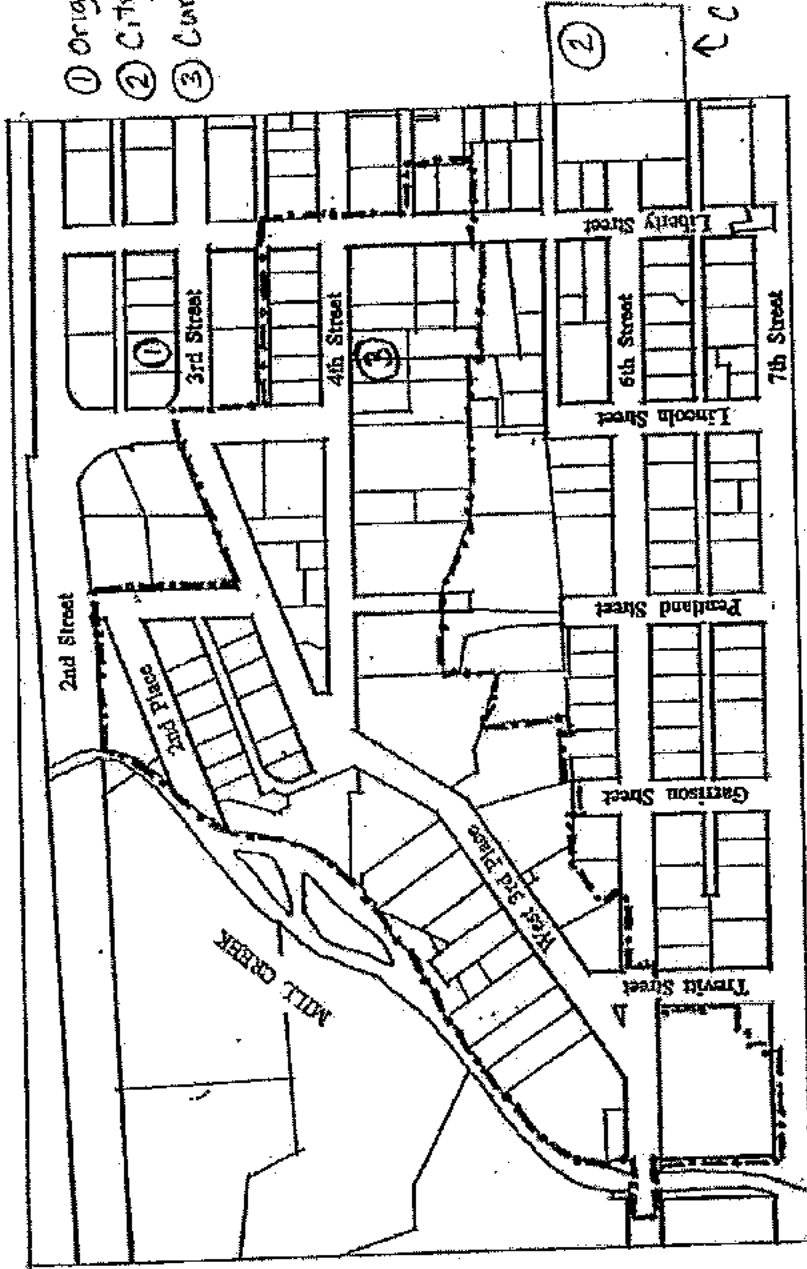 ① Orig
② City
③ Cur
②
↑ C
2nd Street
2nd Place
①
3rd Street
4th Street
③
Liberty Street
6th Street
7th Street
Lincoln Street
Pentland Street
Garrison Street
West 3rd Place
MILL CREEK
Trevitt Street